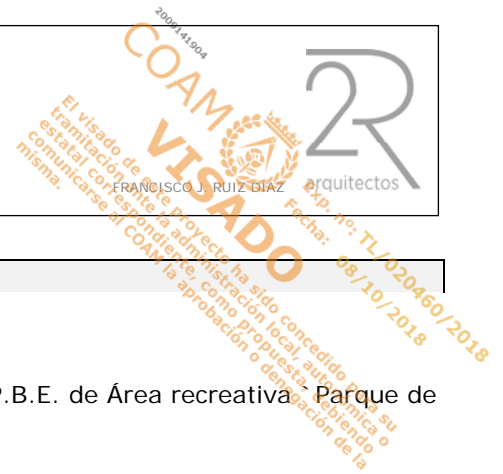 2009141904
COAM
VISADO
El visado de este proyecto ha sido concedido para su
tramitación ante la administración local, autonómica o
estatal correspondiente, como propuesta, debiendo
comunicarse al COAM la aprobación o denegación de la
misma.
Exp. nº: TL/020460/2018
Fecha: 08/10/2018
2R
FRANCISCO J. RUIZ DÍAZ arquitectos
P.B.E. de Área recreativa `Parque de